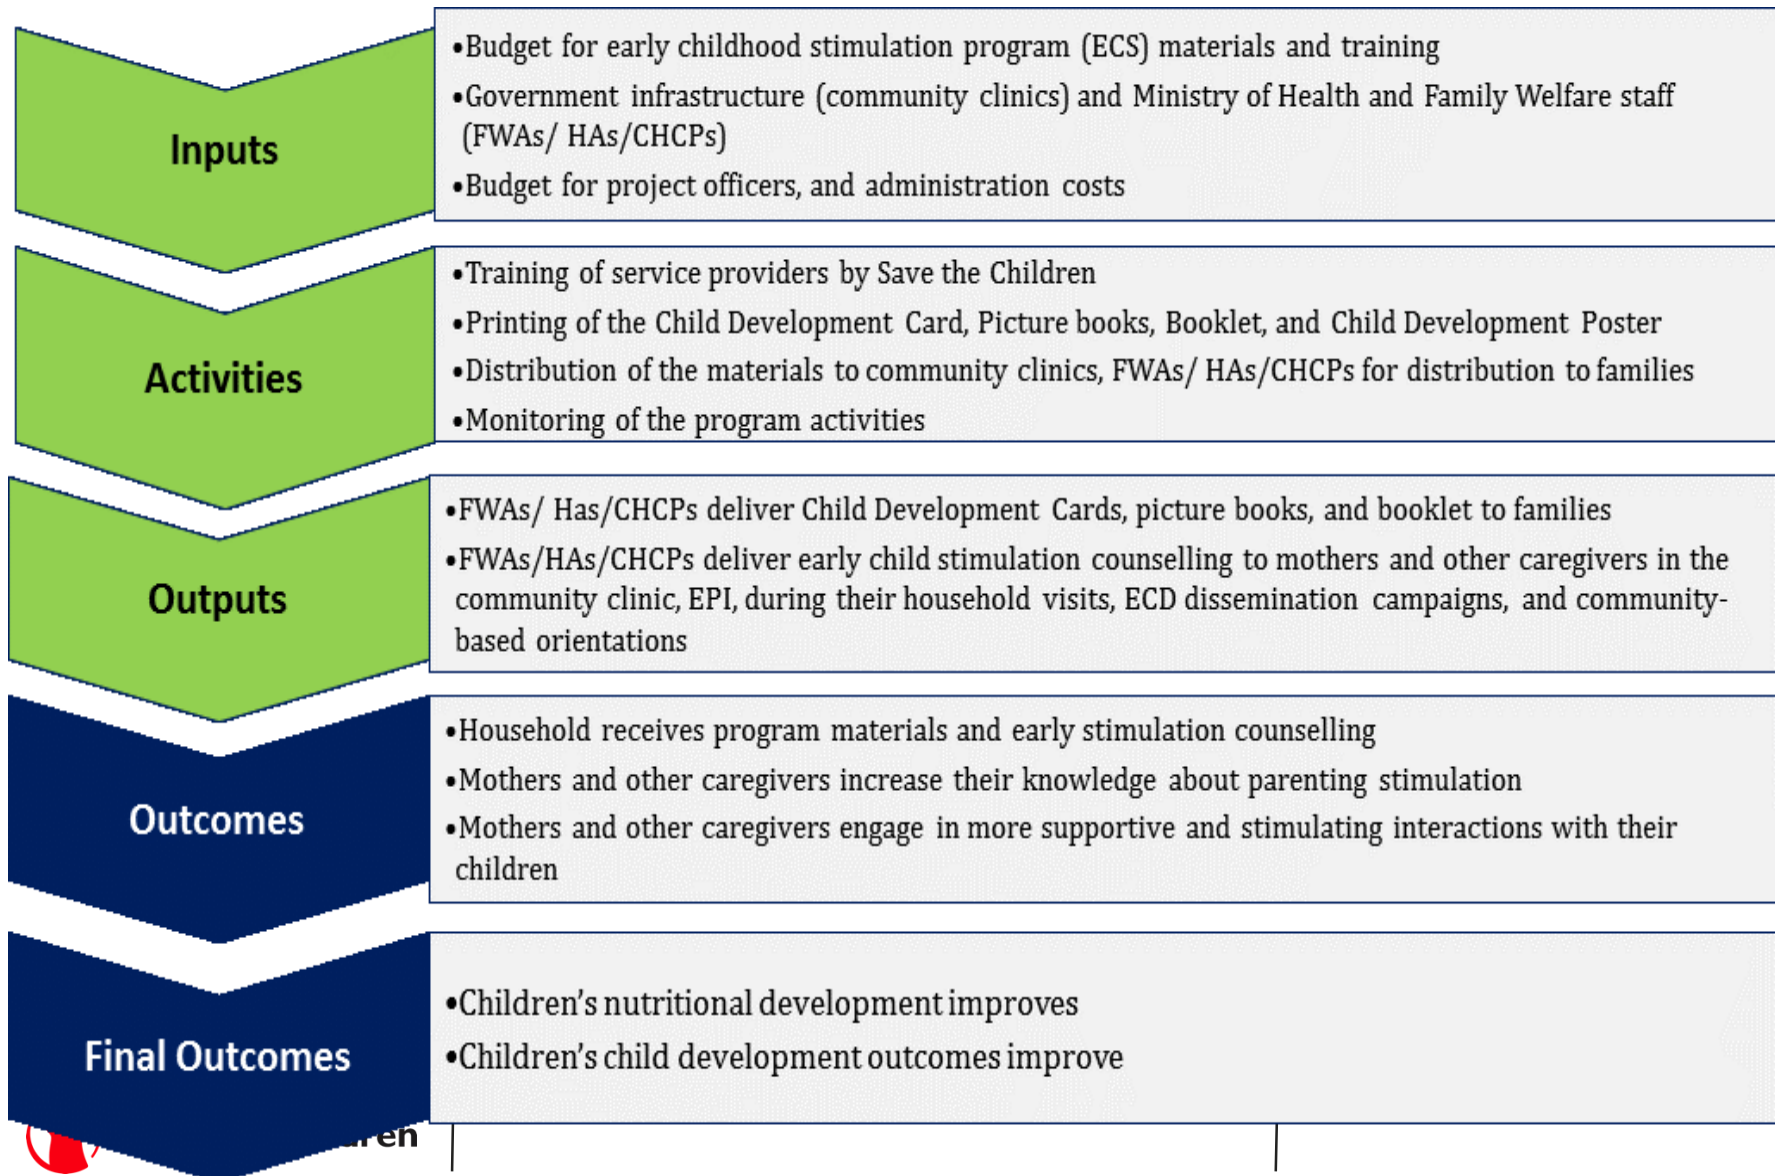 Inputs
•Budget for early childhood stimulation program (ECS) materials and training
•Government infrastructure (community clinics) and Ministry of Health and Family Welfare staff
(FWAs/ HAs/CHCPs)
•Budget for project officers, and administration costs
Activities
•Training of service providers by Save the Children
•Printing of the Child Development Card, Picture books, Booklet, and Child Development Poster
•Distribution of the materials to community clinics, FWAs/ HAs/CHCPs for distribution to families
•Monitoring of the program activities
Outputs
•FWAs/ Has/CHCPs deliver Child Development Cards, picture books, and booklet to families
•FWAs/HAs/CHCPs deliver early child stimulation counselling to mothers and other caregivers in the
community clinic, EPI, during their household visits, ECD dissemination campaigns, and community-
based orientations
Outcomes
•Household receives program materials and early stimulation counselling
•Mothers and other caregivers increase their knowledge about parenting stimulation
•Mothers and other caregivers engage in more supportive and stimulating interactions with their
children
Final Outcomes
•Children’s nutritional development improves
•Children’s child development outcomes improve